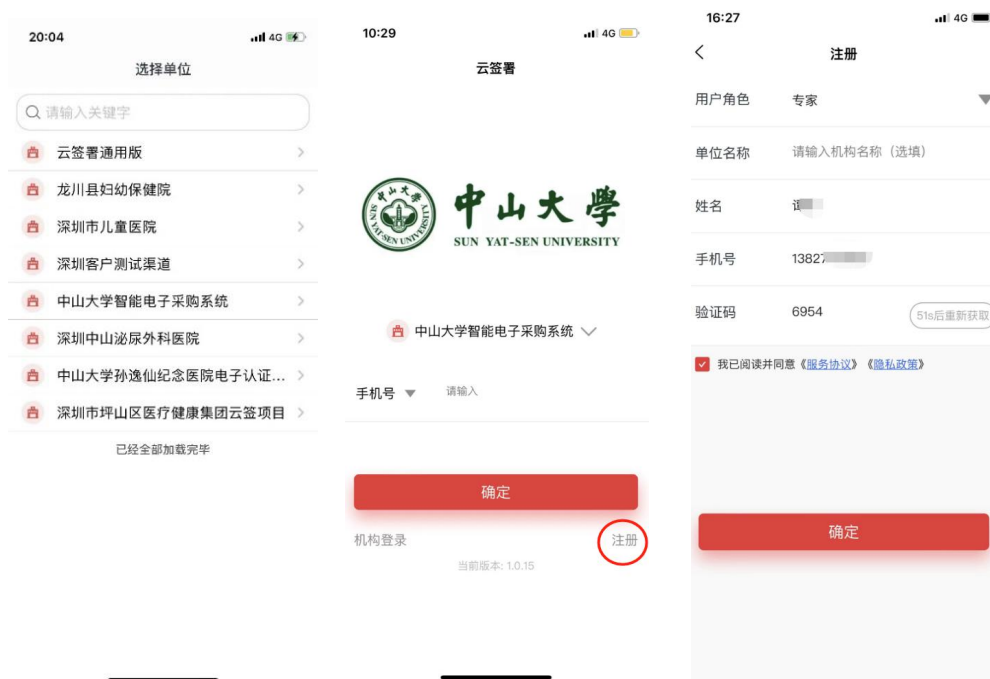 20:04
4G
选择单位
请输入关键字
云签署通用版
龙川县妇幼保健院
深圳市儿童医院
深圳客户测试渠道
中山大学智能电子采购系统
深圳中山泌尿外科医院
中山大学孙逸仙纪念医院电子认证...
深圳市坪山区医疗健康集团云签项目
已经全部加载完毕
10:29
4G
云签署
中山大學
SUN YAT-SEN UNIVERSITY
中山大学
SUN YAT-SEN UNIVERSITY
中山大学智能电子采购系统
手机号 请输入
确定
机构登录 注册
当前版本: 1.0.15
16:27
4G
注册
用户角色 专家
单位名称 请输入机构名称（选填）
姓名
手机号 1382
验证码 6954 51s后重新获取
我已阅读并同意《服务协议》《隐私政策》
确定